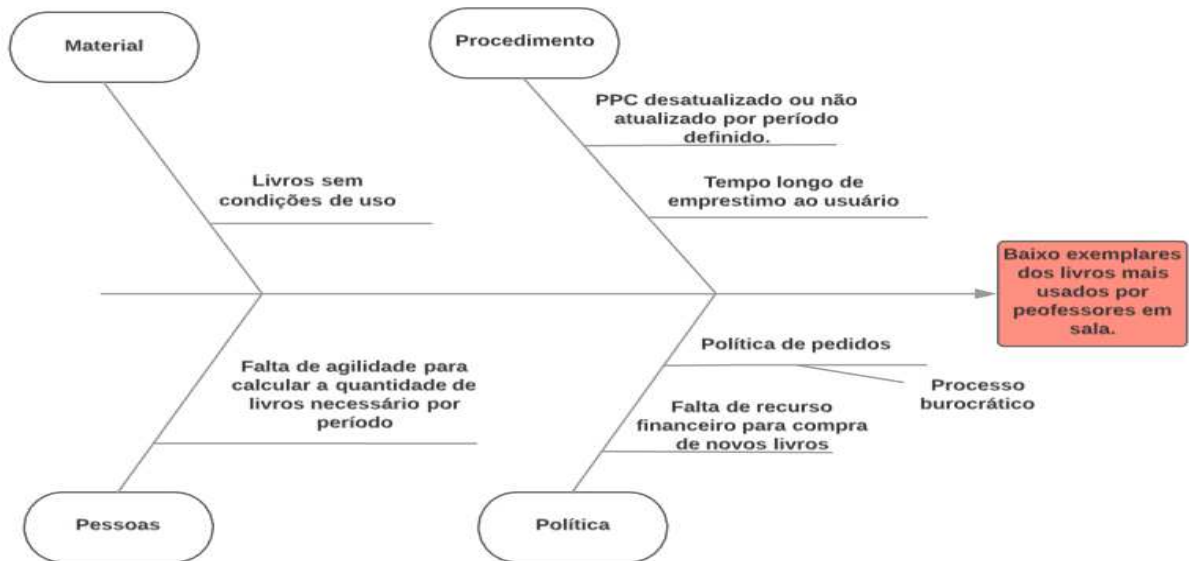 Material
Procedimento
PPC desatualizado ou não
atualizado por período
definido.
Livros sem
condições de uso
Tempo longo de
emprestimo ao usuário
Baixo exemplares
dos livros mais
usados por
peofessores em
sala.
Falta de agilidade para
calcular a quantidade de
livros necessário por
período
Política de pedidos
Processo
burocrático
Falta de recurso
financeiro para compra
de novos livros
Pessoas
Política